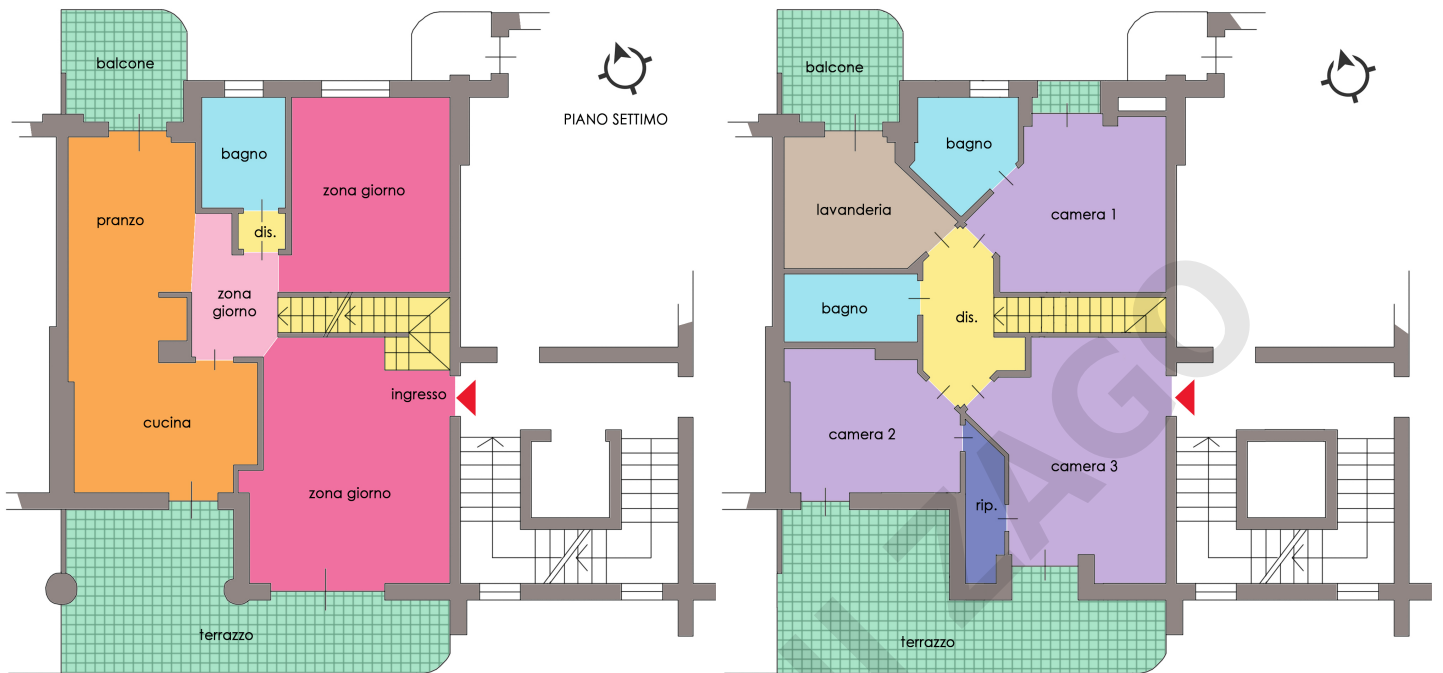 balcone
PIANO SETTIMO
bagno
zona giorno
pranzo
dis.
zona
giorno
ingresso
cucina
zona giorno
terrazzo
balcone
bagno
lavanderia
camera 1
bagno
dis.
camera 2
camera 3
rip.
terrazzo
ZAGO